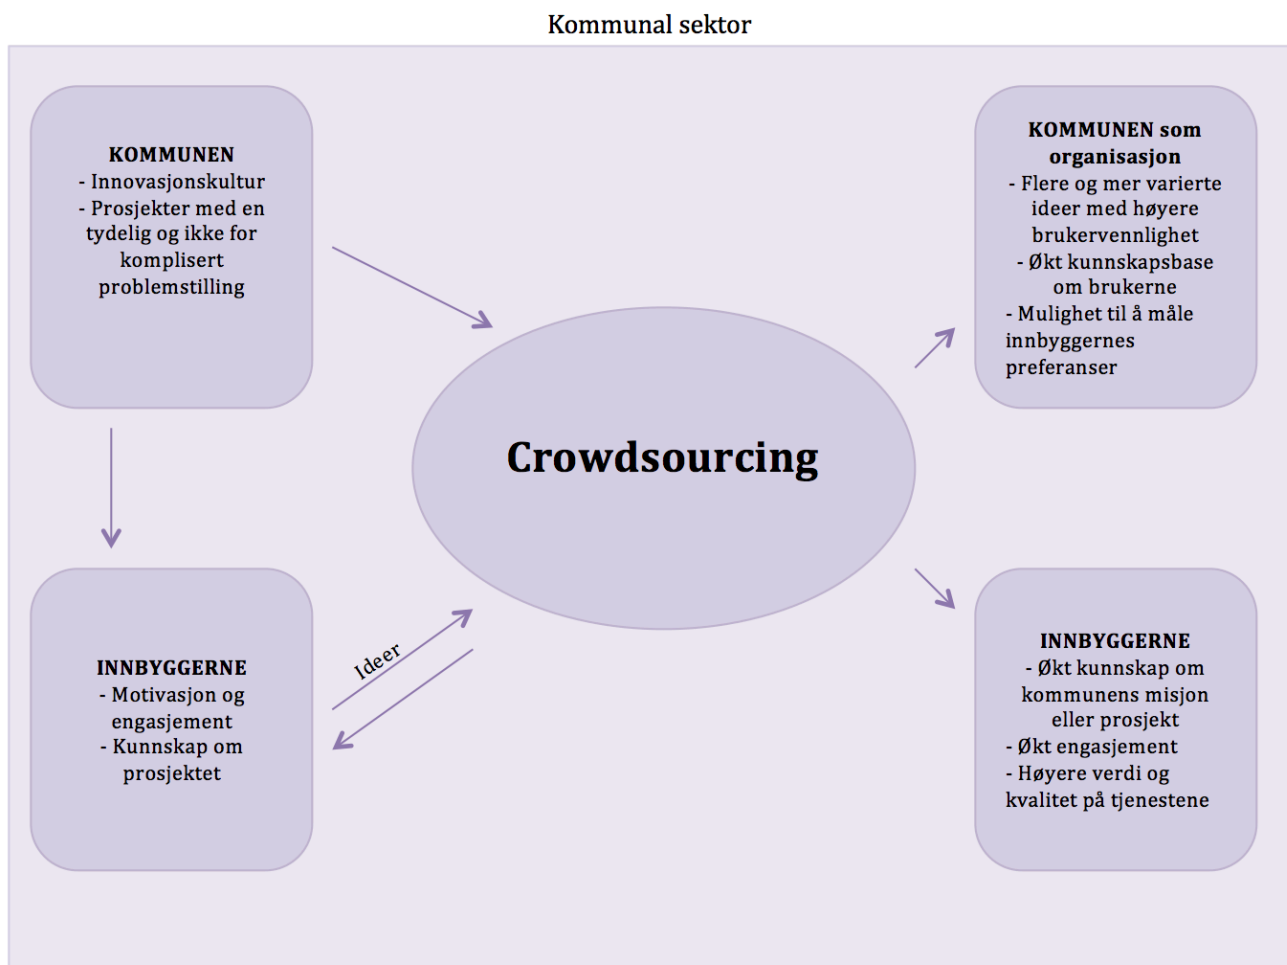 Kommunal sektor
KOMMUNEN
- Innovasjonskultur
- Prosjekter med en
tydelig og ikke for
komplisert
problemstilling
KOMMUNEN som
organisasjon
- Flere og mer varierte
ideer med høyere
brukervennlighet
- Økt kunnskapsbase
om brukerne
- Mulighet til å måle
innbyggernes
preferanser
Crowdsourcing
INNBYGGERNE
- Motivasjon og
engasjement
- Kunnskap om
prosjektet
Ideer
INNBYGGERNE
- Økt kunnskap om
kommunens misjon
eller prosjekt
- Økt engasjement
- Høyere verdi og
kvalitet på tjenestene